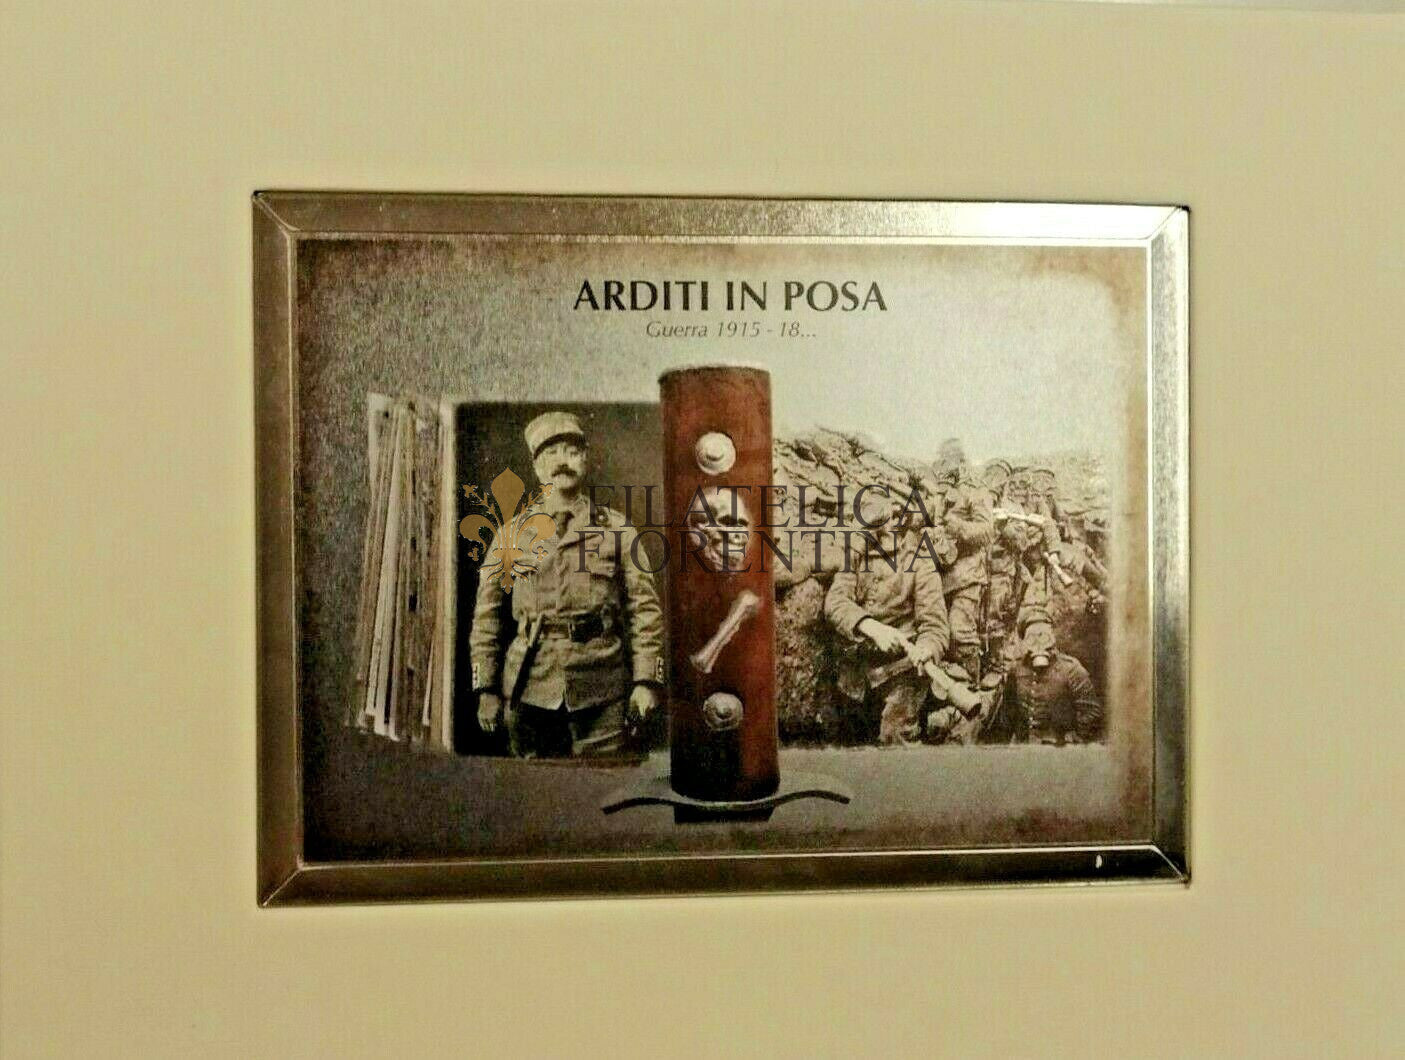 ARDITI IN POSA
Guerra 1915 - 18...
FILATELICA
FIORENTINA